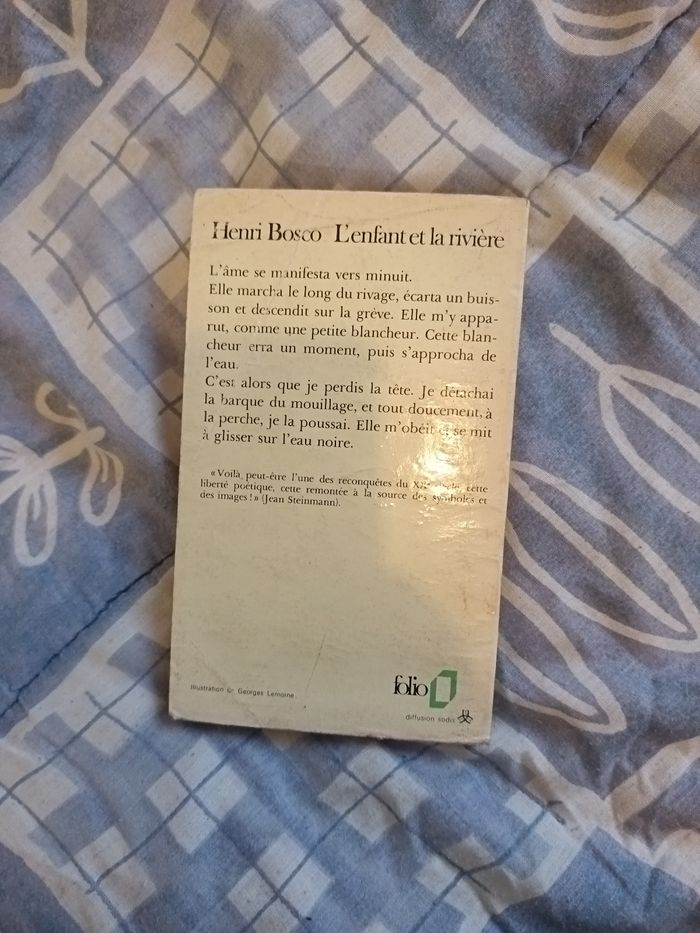 Henri Bosco L'enfant et la rivière
L'âme se manifesta vers minuit.
Elle marcha le long du rivage, écarta un buis-
son et descendit sur la grève. Elle m'y appa-
rut, comme une petite blancheur. Cette blan-
cheur erra un moment, puis s'approcha de
l'eau.
C'est alors que je perdis la tête. Je détachai
la barque du mouillage, et tout doucement, à
la perche, je la poussai. Elle m'obéit et se mit
à glisser sur l'eau noire.
« Voilà peut-être l'une des reconquêtes du cette
liberté poétique, cette remontée à la source des symboles et
des images ! » (Jean Steinmann).
Illustration de Georges Lemoine
folio
diffusion sodis